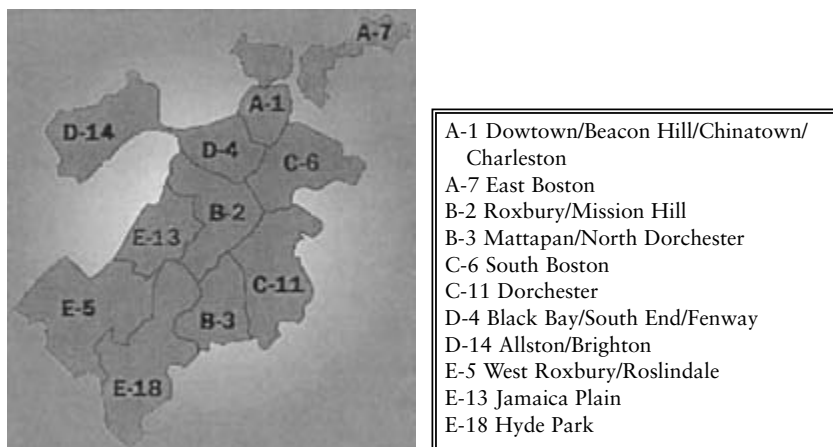 A-7
A-1
D-14
D-4
C-6
B-2
E-13
C-11
E-5
B-3
E-18
A-1 Dowtown/Beacon Hill/Chinatown/
Charleston
A-7 East Boston
B-2 Roxbury/Mission Hill
B-3 Mattapan/North Dorchester
C-6 South Boston
C-11 Dorchester
D-4 Black Bay/South End/Fenway
D-14 Allston/Brighton
E-5 West Roxbury/Roslindale
E-13 Jamaica Plain
E-18 Hyde Park